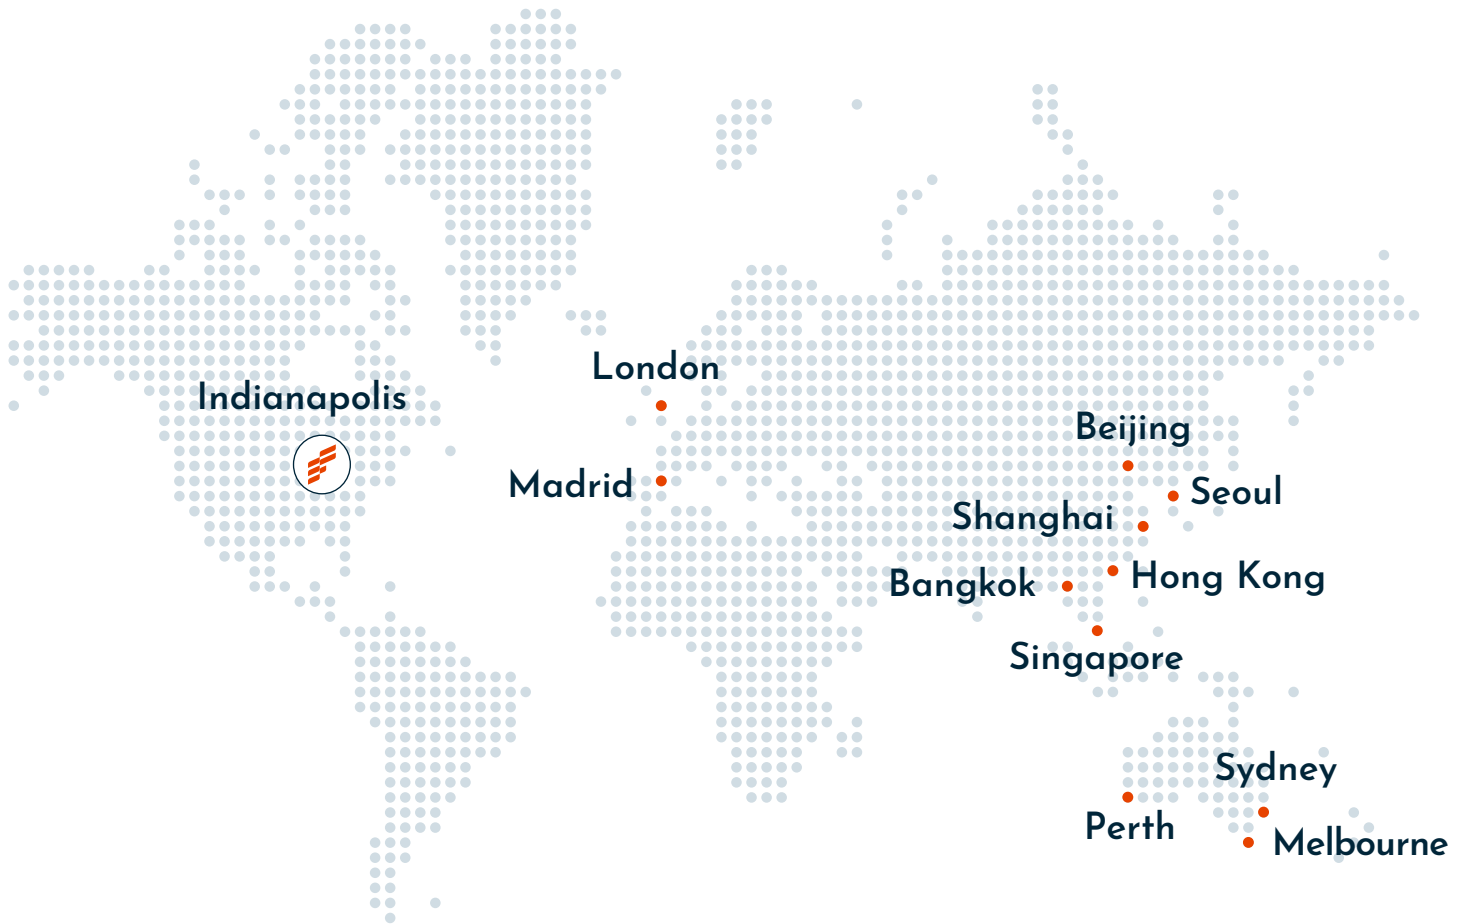 London
Indianapolis
Beijing
Madrid
Seoul
Shanghai
Hong Kong
Bangkok
Singapore
Sydney
Perth
Melbourne